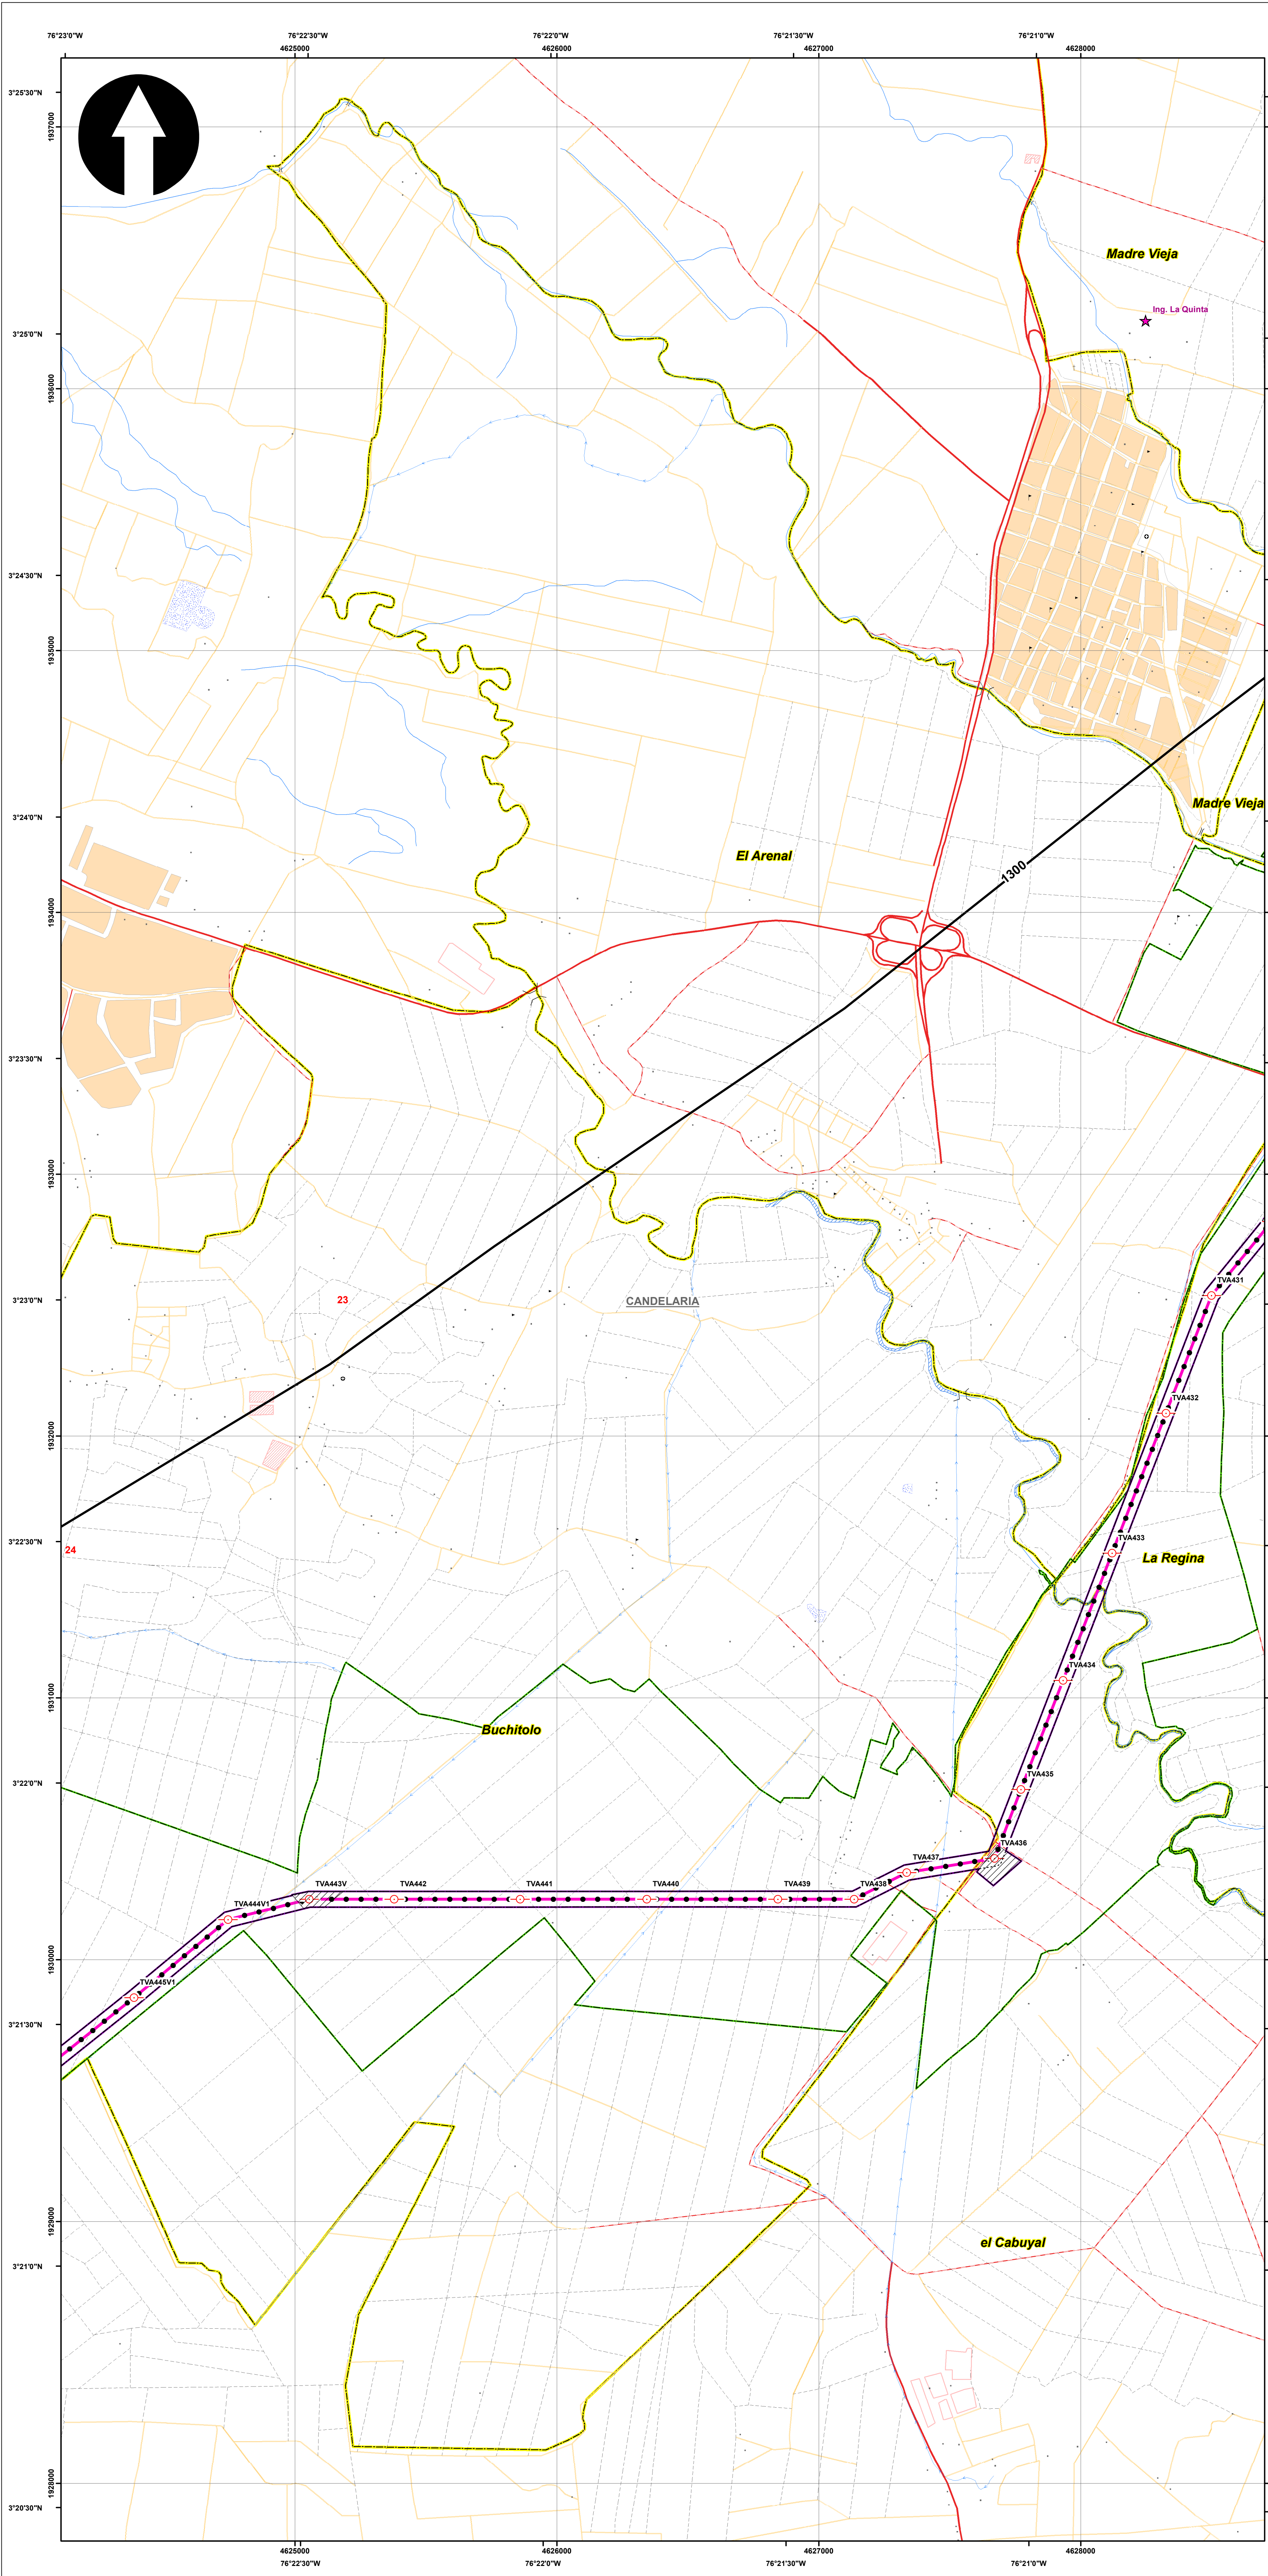 76°23'0"W 76°22'30"W 76°22'0"W 76°21'30"W 76°21'0"W
4625000 4626000 4627000 4628000
3°25'30"N
1937000
Madre Vieja
Ing. La Quinta
3°25'0"N
1936000
3°24'30"N
1935000
3°24'0"N
Madre Vieja
El Arenal
1300
1934000
3°23'30"N
1933000
3°23'0"N
23
CANDELARIA
TVA431
TVA432
1932000
3°22'30"N
24
TVA433
La Regina
TVA434
1931000
Buchitolo
3°22'0"N
TVA435
TVA436
TVA437
TVA438
TVA439
TVA440
TVA441
TVA442
TVA443V
TVA444V1
1930000
TVA445V1
3°21'30"N
1929000
el Cabuyal
3°21'0"N
1928000
3°20'30"N
4625000 4626000 4627000 4628000
76°22'30"W 76°22'0"W 76°21'30"W 76°21'0"W